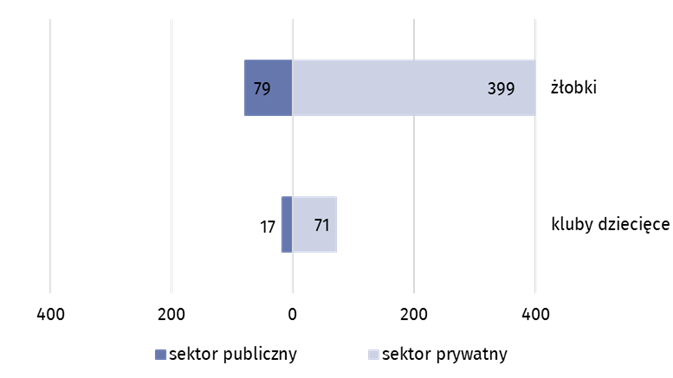 79 399 żłobki
17 71 kluby dziecięce
400 200 0 200 400
sektor publiczny sektor prywatny